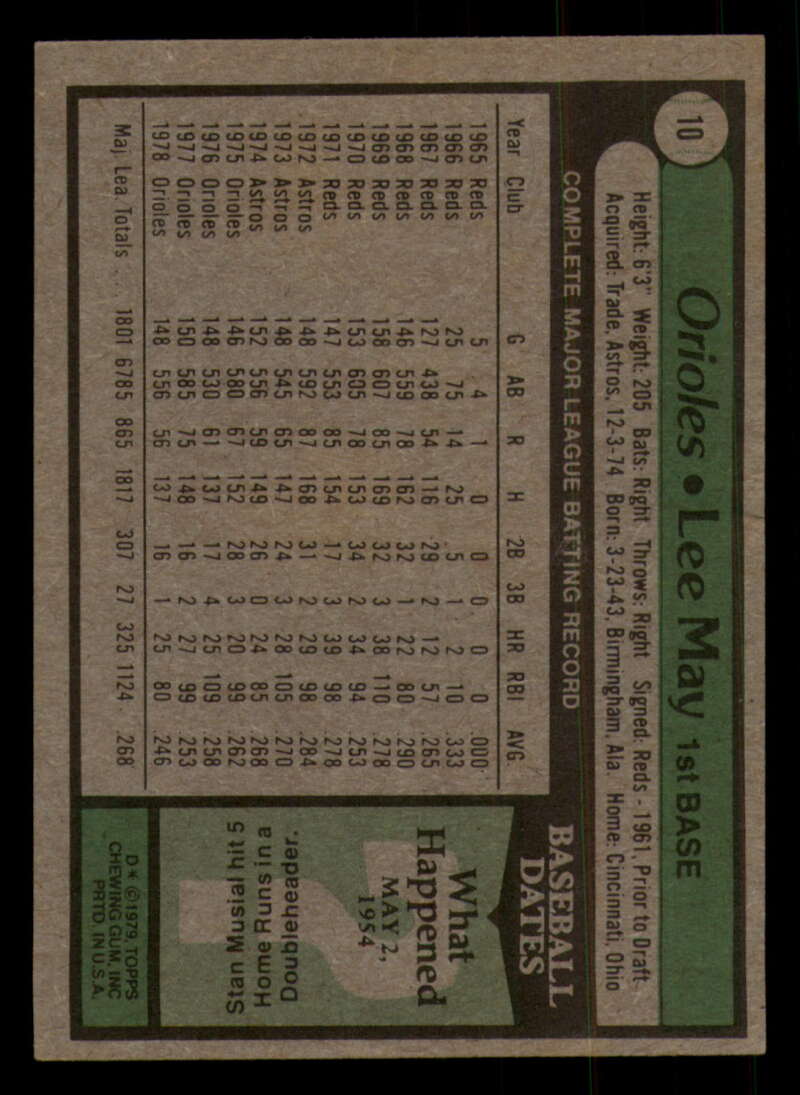 10
Orioles • Lee May 1st BASE
Height: 6'3" Weight: 205 Bats: Right Throws: Right Signed: Reds - 1961, Prior to Draft
Acquired: Trade, Astros, 12-3-74 Born: 3-23-43, Birmingham, Ala Home: Cincinnati, Ohio
COMPLETE MAJOR LEAGUE BATTING RECORD
Year Club G AB R H 2B 3B HR RBI AVG.
1965 Reds 5 4 1 0 0 0 0 0 .000
1966 Reds 25 75 14 25 5 1 2 10 .333
1967 Reds 127 438 54 116 29 2 12 57 .265
1968 Reds 146 559 78 162 32 1 22 80 .290
1969 Reds 158 607 85 169 32 3 38 110 .278
1970 Reds 153 605 78 153 34 2 34 94 .253
1971 Reds 147 553 85 154 17 3 39 98 .278
1972 Astros 148 592 87 168 31 2 29 98 .284
1973 Astros 148 545 65 147 24 3 28 105 .270
1974 Astros 152 556 59 149 26 0 24 85 .268
1975 Orioles 146 580 67 152 28 3 20 99 .262
1976 Orioles 148 530 61 137 17 4 25 109 .258
1977 Orioles 150 585 75 148 16 2 27 99 .253
1978 Orioles 148 556 56 137 16 1 25 80 .246
Maj. Lea. Totals ... 1801 6785 865 1817 307 27 325 1124 .268
BASEBALL
DATES
What
Happened
MAY 2,
1954
?
Stan Musial hit 5
Home Runs in a
Doubleheader.
D* ©1979 TOPPS
CHEWING GUM, INC
PRTD. IN U.S.A.